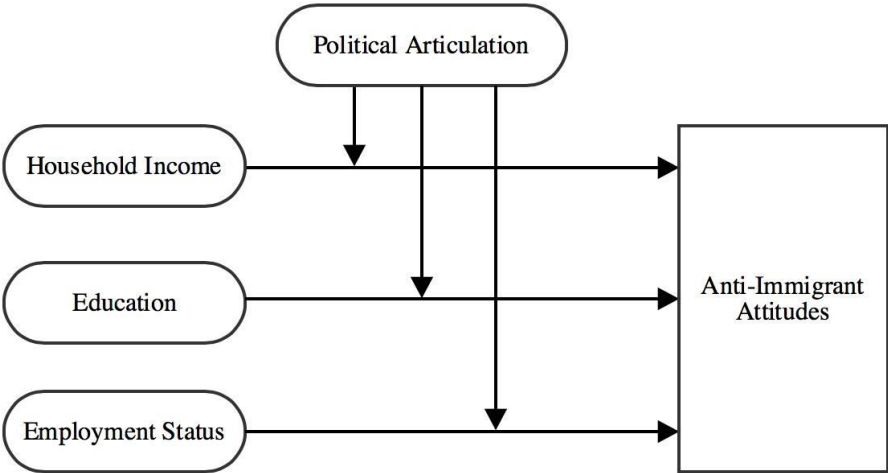 Political Articulation
Household Income
Education
Anti-Immigrant
Attitudes
Employment Status